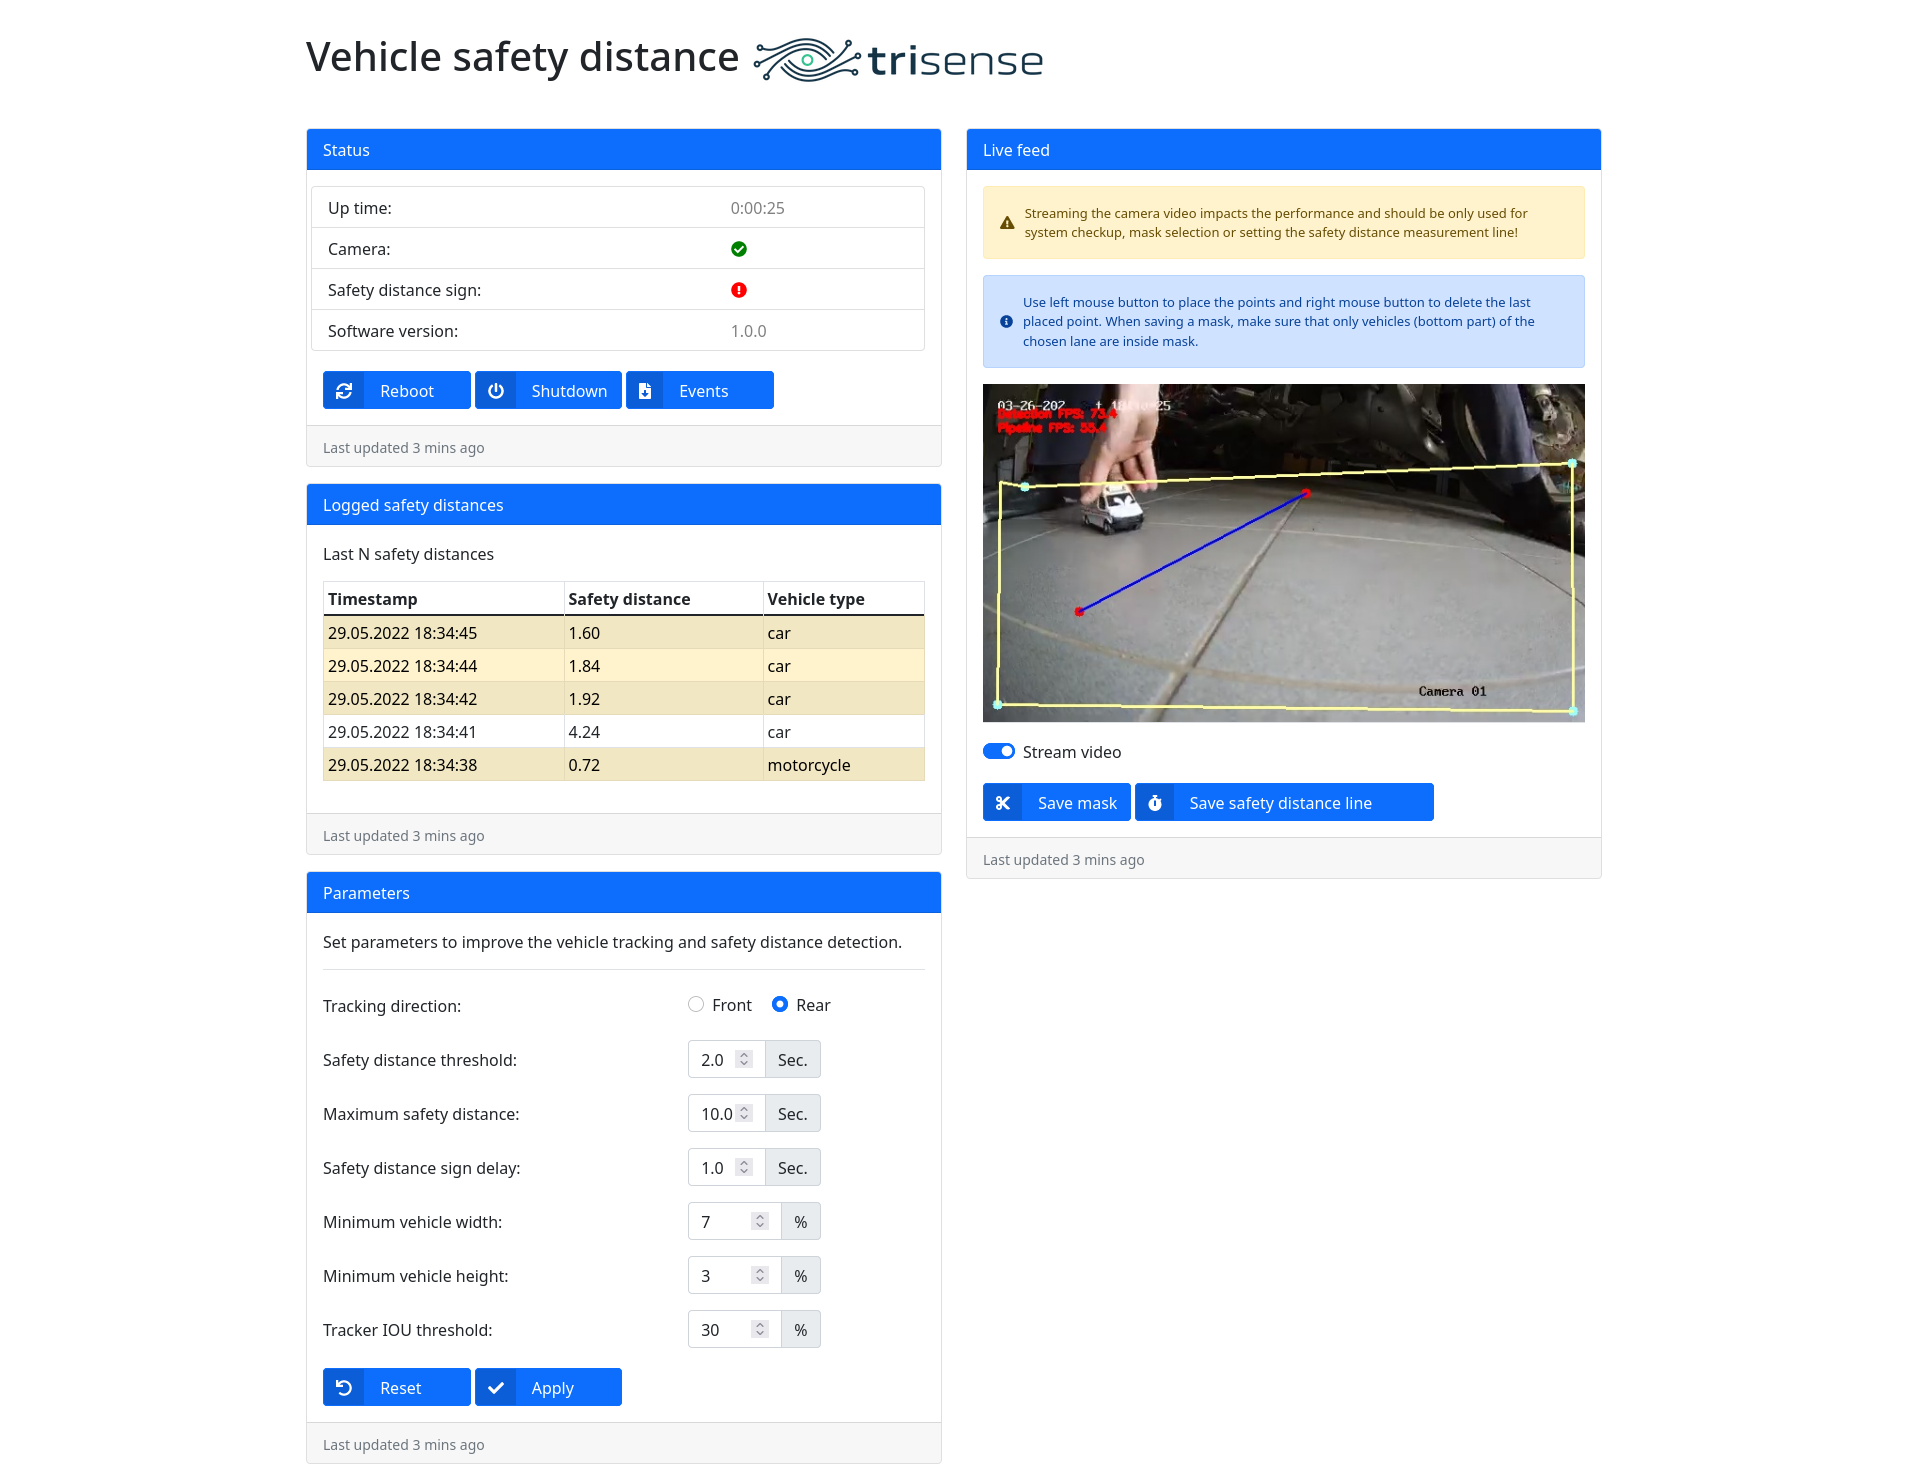 Vehicle safety distance trisense
Status
Up time: 0:00:25
Camera:
Safety distance sign:
Software version: 1.0.0
Reboot Shutdown Events
Last updated 3 mins ago
Logged safety distances
Last N safety distances
Timestamp Safety distance Vehicle type
29.05.2022 18:34:45 1.60 car
29.05.2022 18:34:44 1.84 car
29.05.2022 18:34:42 1.92 car
29.05.2022 18:34:41 4.24 car
29.05.2022 18:34:38 0.72 motorcycle
Last updated 3 mins ago
Parameters
Set parameters to improve the vehicle tracking and safety distance detection.
Tracking direction: Front Rear
Safety distance threshold: 2.0 Sec.
Maximum safety distance: 10.0 Sec.
Safety distance sign delay: 1.0 Sec.
Minimum vehicle width: 7 %
Minimum vehicle height: 3 %
Tracker IOU threshold: 30 %
Reset Apply
Last updated 3 mins ago
Live feed
Streaming the camera video impacts the performance and should be only used for
system checkup, mask selection or setting the safety distance measurement line!
Use left mouse button to place the points and right mouse button to delete the last
placed point. When saving a mask, make sure that only vehicles (bottom part) of the
chosen lane are inside mask.
Detection FPS: 73.4
Pipeline FPS: 55.4
Camera 01
Stream video
Save mask Save safety distance line
Last updated 3 mins ago